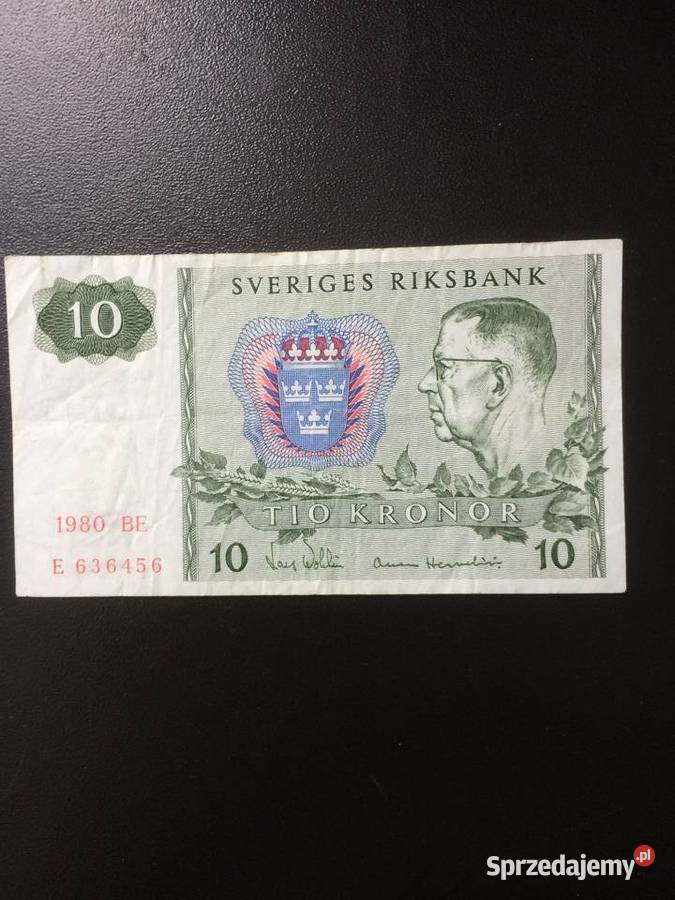 SVERIGES RIKSBANK
10
TIO KRONOR
1980 BE
E 636456
10
10
Sprzedajemy.pl